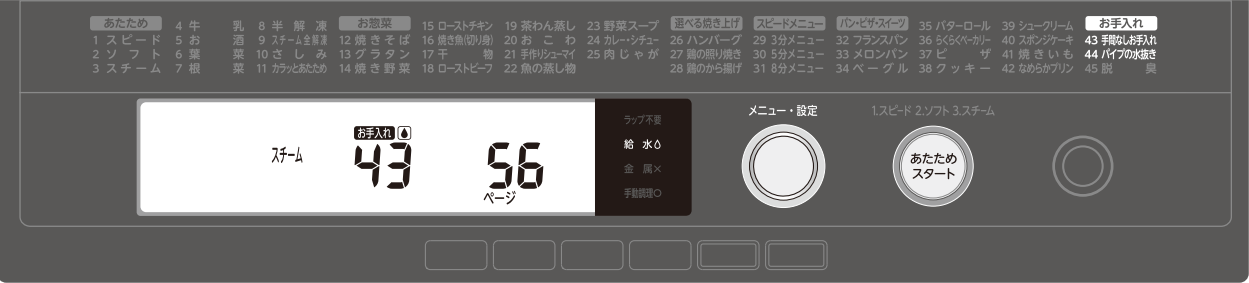 あたため
1 スピード
2 ソフト
3 スチーム
4 牛乳
5 お酒
6 葉菜
7 根菜
8 半解凍
9 スチーム全解凍
10 さしみ
11 カラッとあたため
お惣菜
12 焼きそば
13 グラタン
14 焼き野菜
15 ローストチキン
16 焼き魚(切り身)
17 干物
18 ローストビーフ
19 茶わん蒸し
20 おこわ
21 手作りシューマイ
22 魚の蒸し物
23 野菜スープ
24 カレー・シチュー
25 肉じゃが
選べる焼き上げ
26 ハンバーグ
27 鶏の照り焼き
28 鶏のから揚げ
スピードメニュー
29 3分メニュー
30 5分メニュー
31 8分メニュー
パン・ピザ・スイーツ
32 フランスパン
33 メロンパン
34 ベーグル
35 バターロール
36 らくらくベーカリー
37 ピザ
38 クッキー
39 シュークリーム
40 スポンジケーキ
41 焼きいも
42 なめらかプリン
お手入れ
43 手間なしお手入れ
44 パイプの水抜き
45 脱臭
スチーム
お手入れ
43
56
ページ
ラップ不要
給水
金属×
手動調理○
メニュー・設定
1.スピード 2.ソフト 3.スチーム
あたため
スタート